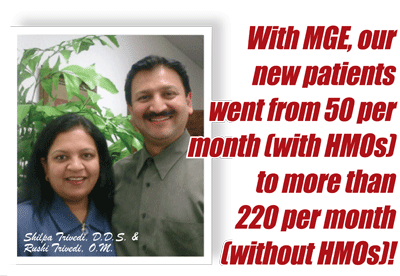 With MGE, our
new patients
went from 50 per
month (with HMOs)
to more than
220 per month
(without HMOs)!
Shilpa Trivedi, D.D.S. &
Rushi Trivedi, O.M.